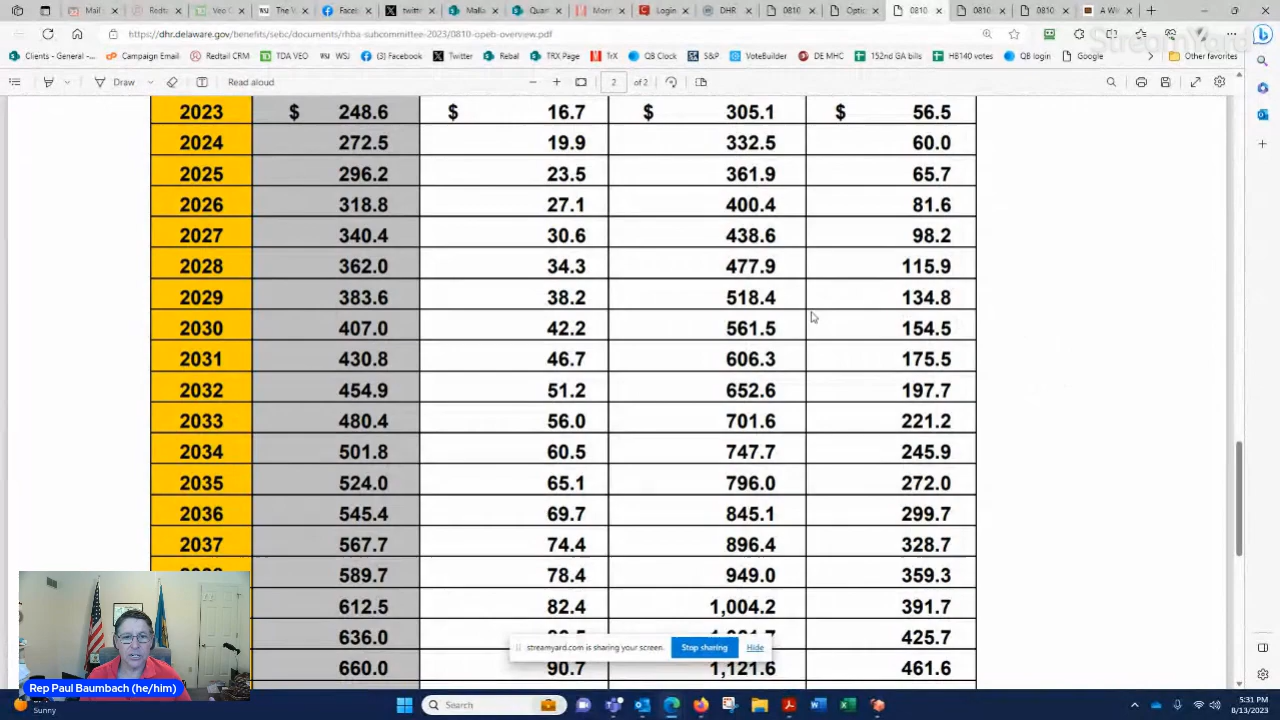 0810
Optic
0810
0810
0810
A Wi
DHR
Login
Twitter
https://dhr.delaware.gov/benefits/sebc/documents/rhba-subcommittee-2023/0810-opeb-overview.pdf
Clients - General -... Campaign Email Redtail CRM TDA VEO (2) Facebook Twitter Rebal TRX Page TrX QB Clock S&P VoteBuilder DE MHC 152nd GA bills HB140 votes QB Login Google Other favorites
Draw Read aloud 2 of 2
2023 $ 248.6 $ 16.7 $ 305.1 $ 56.5
2024 272.5 19.9 332.5 60.0
2025 296.2 23.5 361.9 65.7
2026 318.8 27.1 400.4 81.6
2027 340.4 30.6 438.6 98.2
2028 362.0 34.3 477.9 115.9
2029 383.6 38.2 518.4 134.8
2030 407.0 42.2 561.5 154.5
2031 430.8 46.7 606.3 175.5
2032 454.9 51.2 652.6 197.7
2033 480.4 56.0 701.6 221.2
2034 501.8 60.5 747.7 245.9
2035 524.0 65.1 796.0 272.0
2036 545.4 69.7 845.1 299.7
2037 567.7 74.4 896.4 328.7
589.7 78.4 949.0 359.3
612.5 82.4 1,004.2 391.7
636.0 425.7
streamyard.com is sharing your screen. Stop sharing Hide
660.0 90.7 1,121.6 461.6
Rep Paul Baumbach (he/him)
Sunny
Search
5:31 PM
8/13/2023